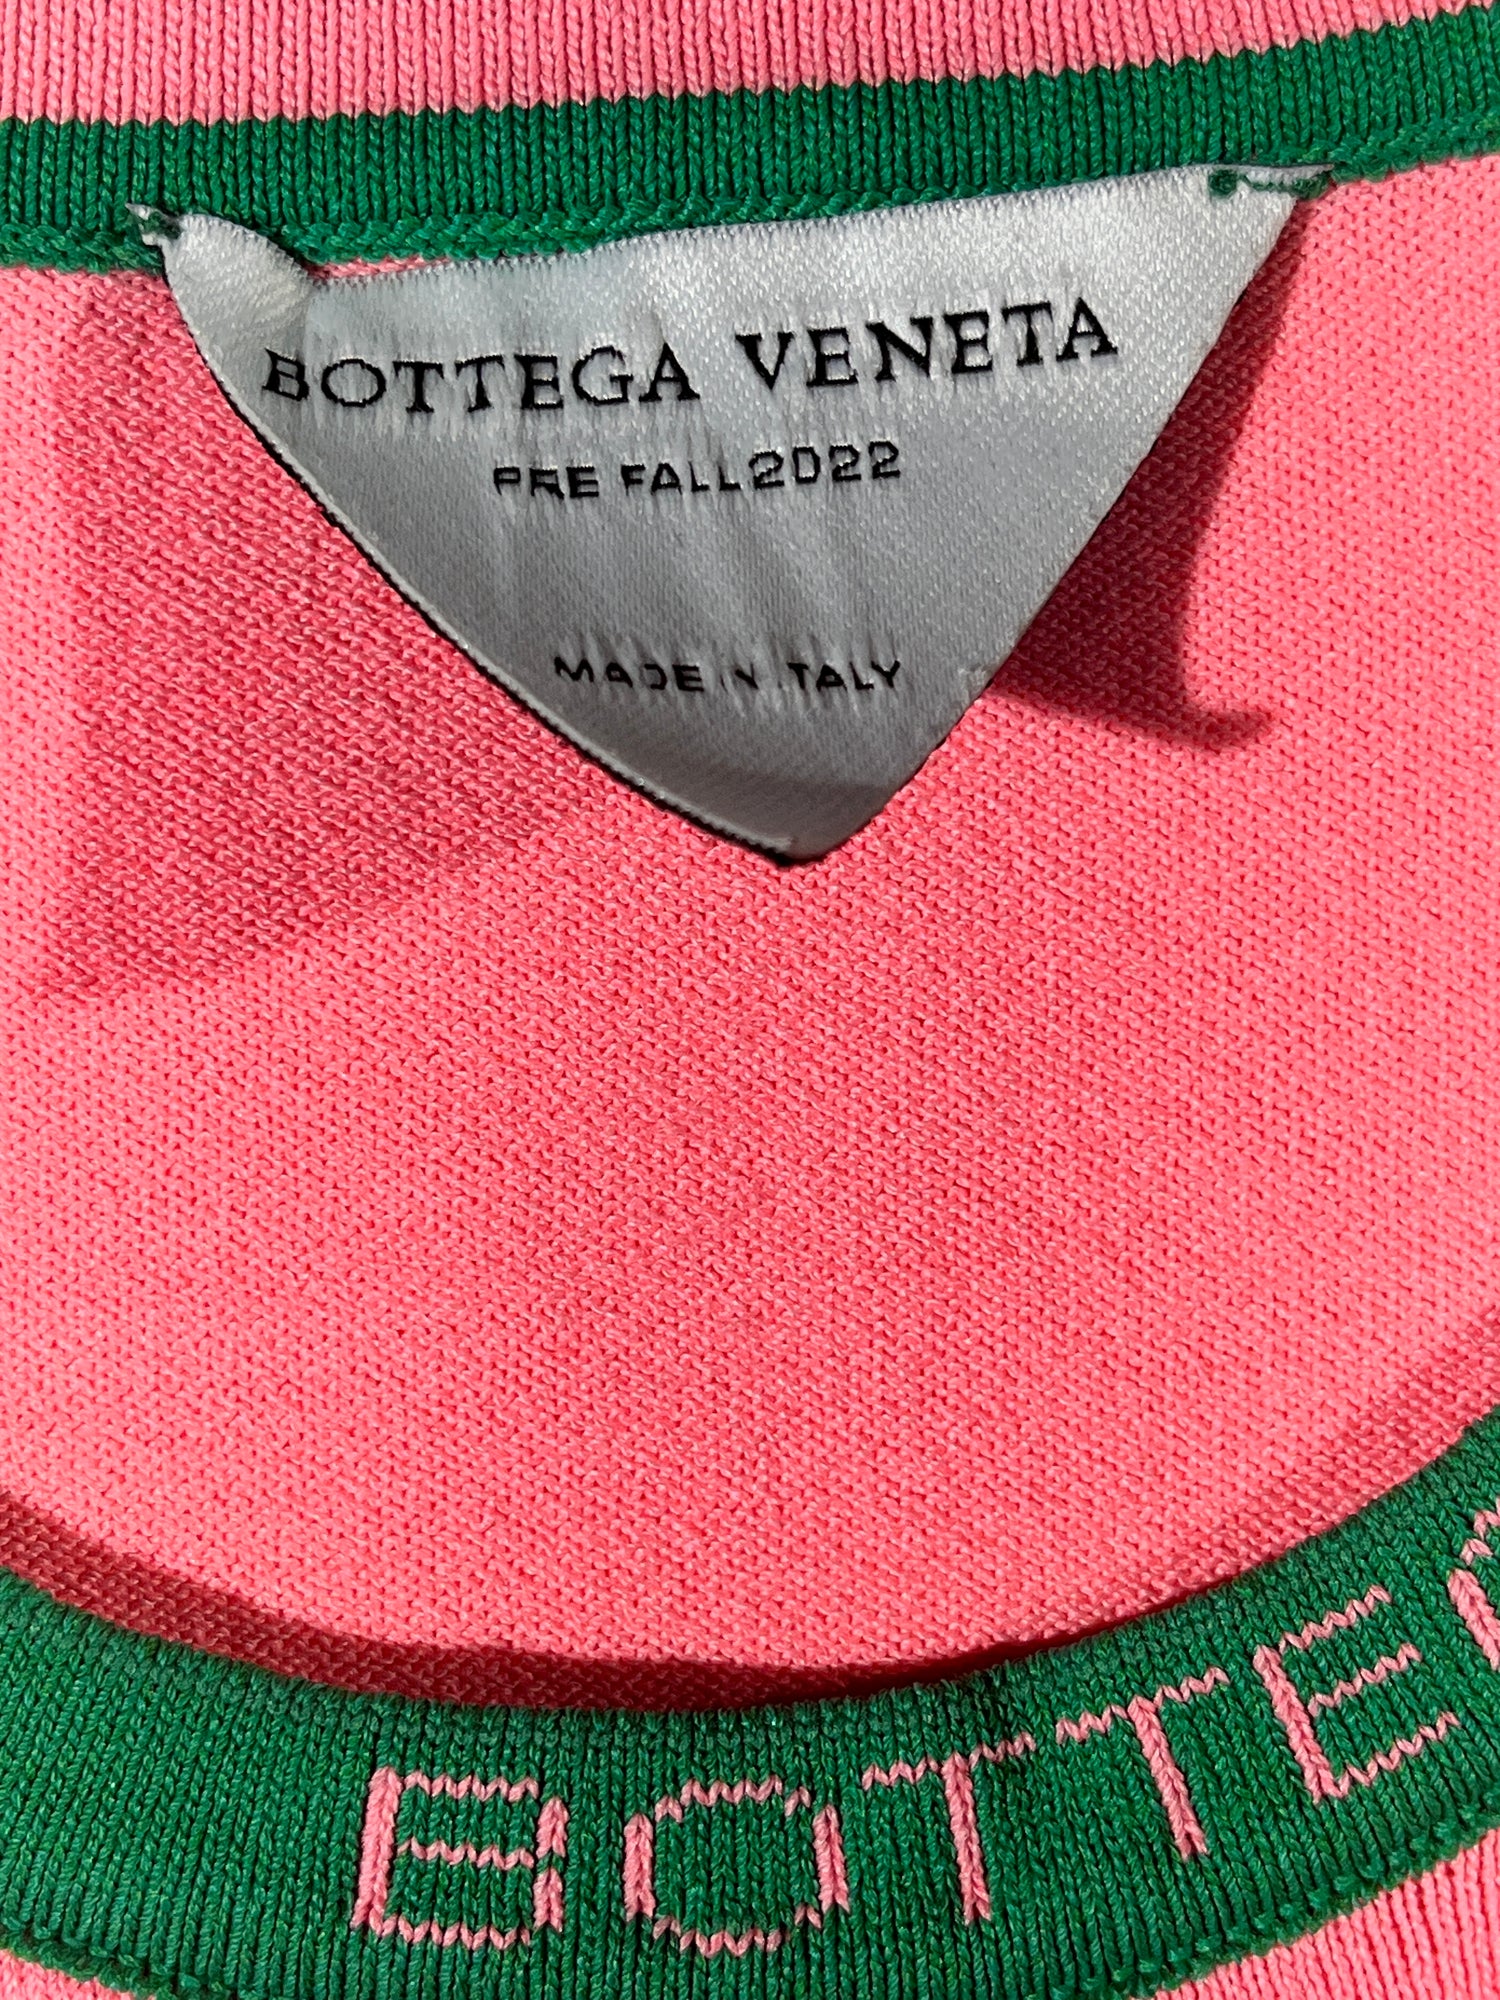 BOTTEGA VENETA
PRE FALL 2022
MADE IN ITALY
BOTTE